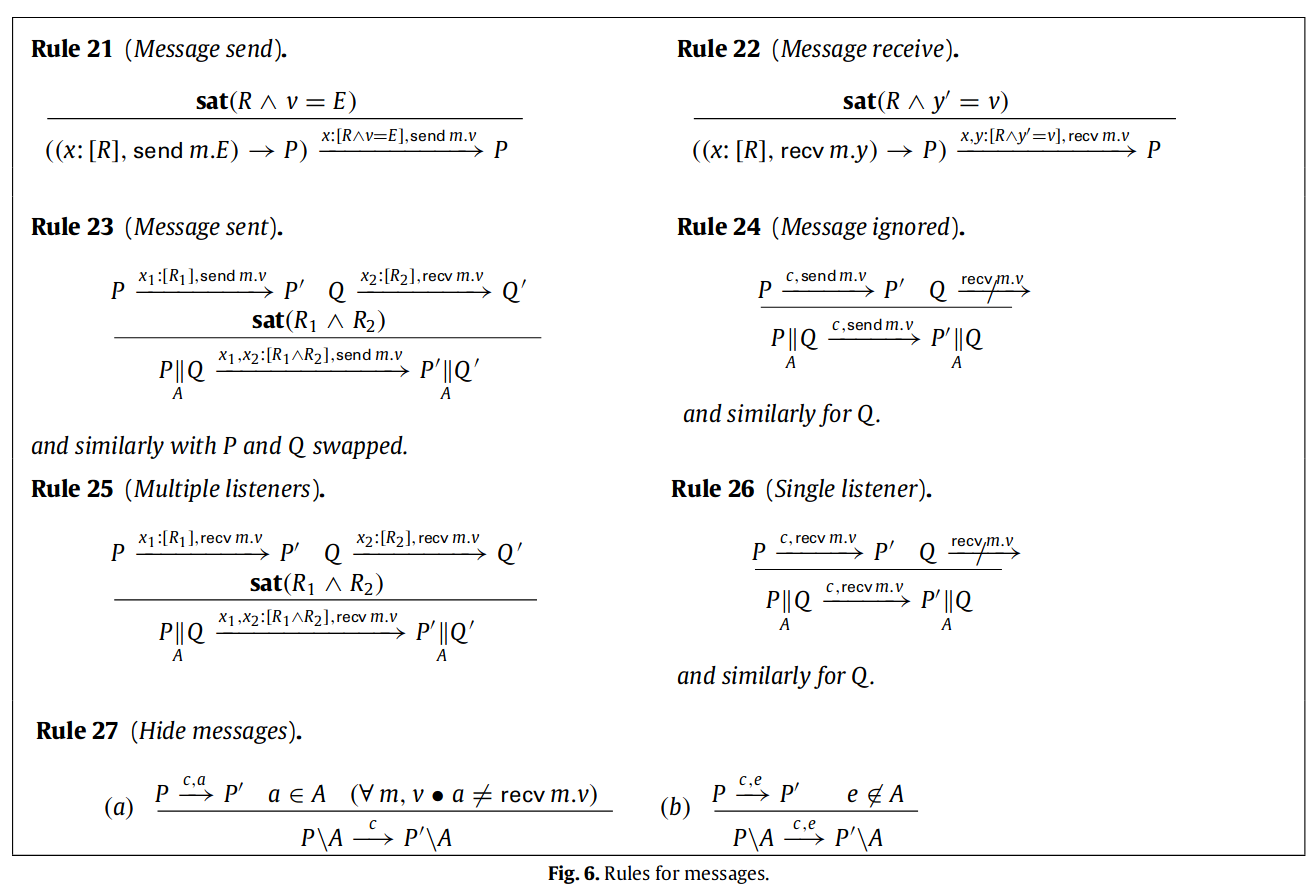 Rule 21 (Message send).
sat(R ∧ v = E)
((x: [R], send m.E) → P) —x:[R∧v=E],send m.v→ P
Rule 22 (Message receive).
sat(R ∧ y′ = v)
((x: [R], recv m.y) → P) —x,y:[R∧y′=v],recv m.v→ P
Rule 23 (Message sent).
P —x₁:[R₁],send m.v→ P′ Q —x₂:[R₂],recv m.v→ Q′
sat(R₁ ∧ R₂)
P‖Q —x₁,x₂:[R₁∧R₂],send m.v→ P′‖Q′
A A
and similarly with P and Q swapped.
Rule 24 (Message ignored).
P —c,send m.v→ P′ Q —recv m.v↛
P‖Q —c,send m.v→ P′‖Q
A A
and similarly for Q.
Rule 25 (Multiple listeners).
P —x₁:[R₁],recv m.v→ P′ Q —x₂:[R₂],recv m.v→ Q′
sat(R₁ ∧ R₂)
P‖Q —x₁,x₂:[R₁∧R₂],recv m.v→ P′‖Q′
A A
Rule 26 (Single listener).
P —c,recv m.v→ P′ Q —recv m.v↛
P‖Q —c,recv m.v→ P′‖Q
A A
and similarly for Q.
Rule 27 (Hide messages).
(a) P —c,a→ P′ a ∈ A (∀ m, v • a ≠ recv m.v)
P\A —c→ P′\A
(b) P —c,e→ P′ e ∉ A
P\A —c,e→ P′\A
Fig. 6. Rules for messages.